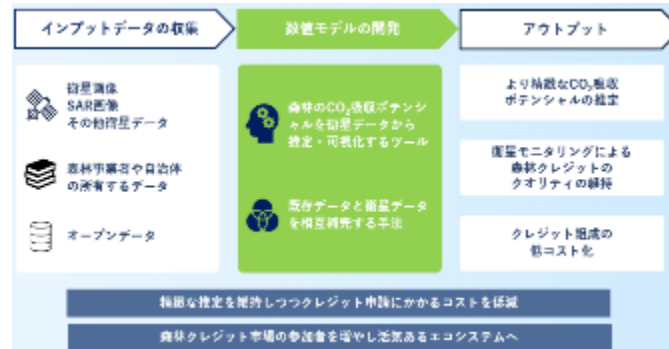 インプットデータの収集
数値モデルの開発
アウトプット
衛星画像
SAR画像
その他衛星データ
森林事業者や自治体
の所有するデータ
オープンデータ
森林のCO₂吸収ポテンシ
ャルを衛星データから
推定・可視化するツール
既存データと衛星データ
を相互補完する手法
より精緻なCO₂吸収
ポテンシャルの推定
衛星モニタリングによる
森林クレジットの
クオリティの維持
クレジット組成の
低コスト化
精緻な推定を維持しつつクレジット申請にかかるコストを低減
森林クレジット市場の参加者を増やし活気あるエコシステムへ